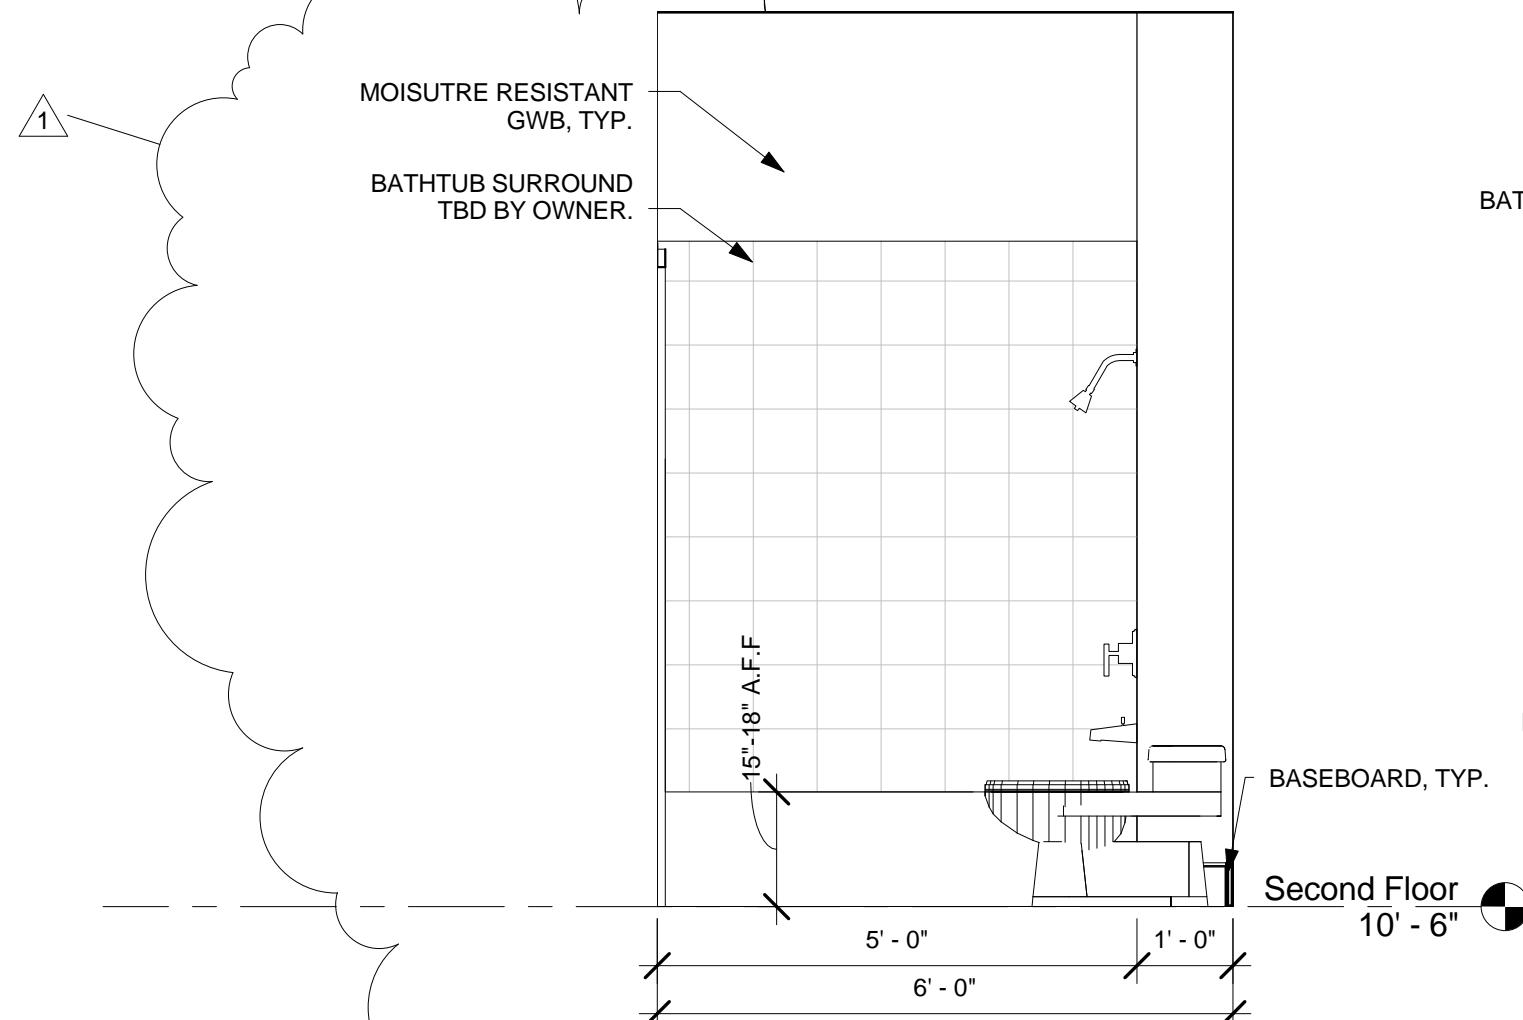 1
MOISUTRE RESISTANT
GWB, TYP.
BATHTUB SURROUND
TBD BY OWNER.
BAT
15"-18" A.F.F
BASEBOARD, TYP.
Second Floor
10' - 6"
5' - 0"
1' - 0"
6' - 0"